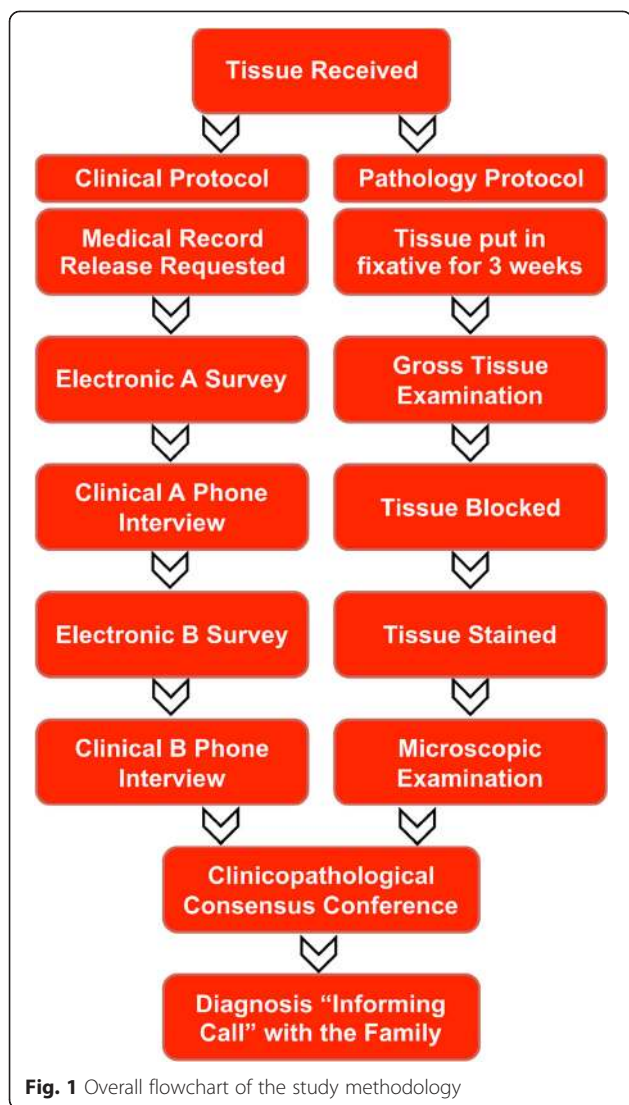 Tissue Received
Clinical Protocol
Medical Record
Release Requested
Electronic A Survey
Clinical A Phone
Interview
Electronic B Survey
Clinical B Phone
Interview
Pathology Protocol
Tissue put in
fixative for 3 weeks
Gross Tissue
Examination
Tissue Blocked
Tissue Stained
Microscopic
Examination
Clinicopathological
Consensus Conference
Diagnosis “Informing
Call” with the Family
Fig. 1 Overall flowchart of the study methodology